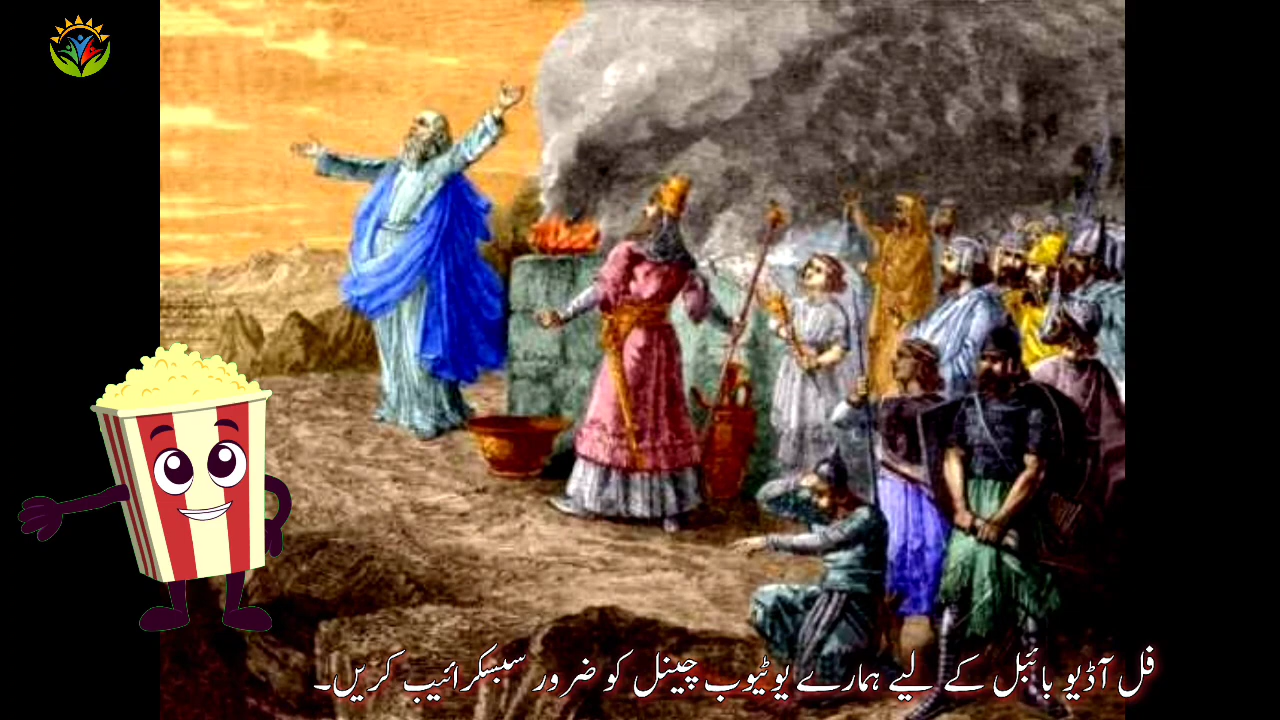 فل آڈیو بائبل کے لیے ہمارے یوٹیوب چینل کو ضرور سبسکرائیب کریں۔